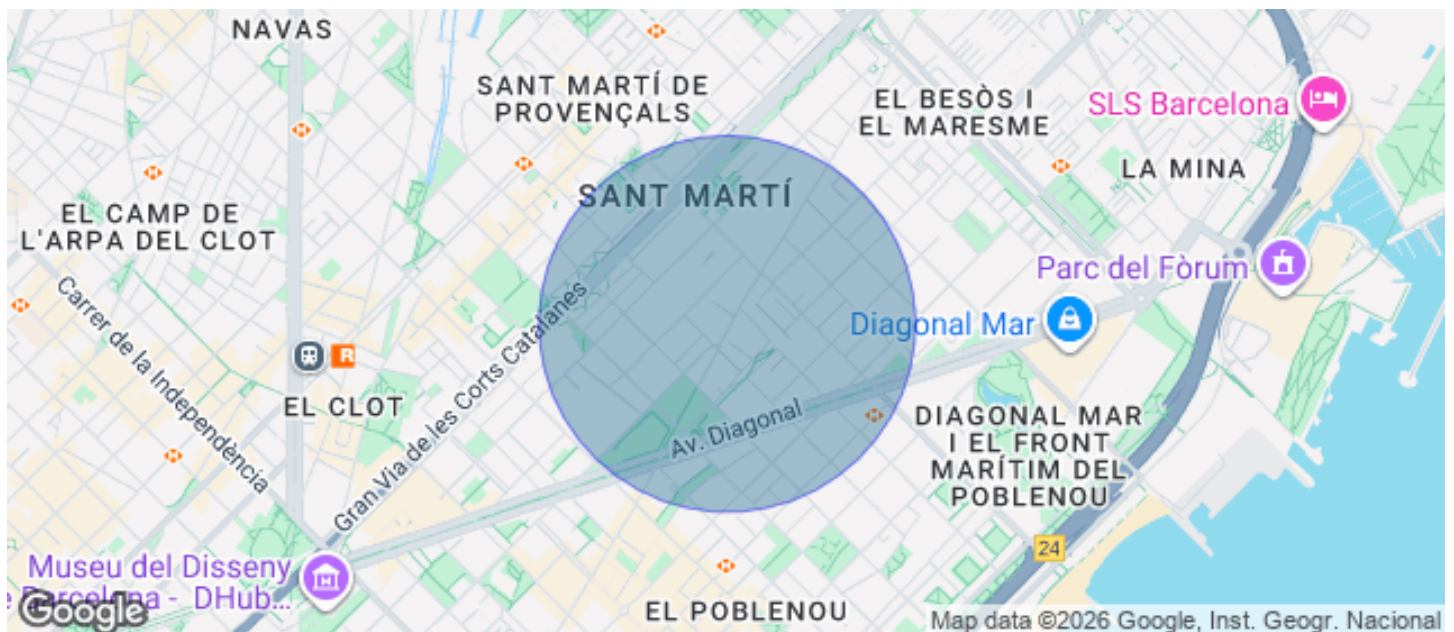 NAVAS
SANT MARTÍ DE
PROVENÇALS
EL BESÒS I
EL MARESME
SLS Barcelona
LA MINA
SANT MARTÍ
EL CAMP DE
L'ARPA DEL CLOT
Parc del Fòrum
Carrer de la Independència
Diagonal Mar
R
Gran Via de les Corts Catalanes
EL CLOT
Av. Diagonal
DIAGONAL MAR
I EL FRONT
MARÍTIM DEL
POBLENOU
24
Museu del Disseny
Barcelona - DHub...
EL POBLENOU
Google
Map data ©2026 Google, Inst. Geogr. Nacional